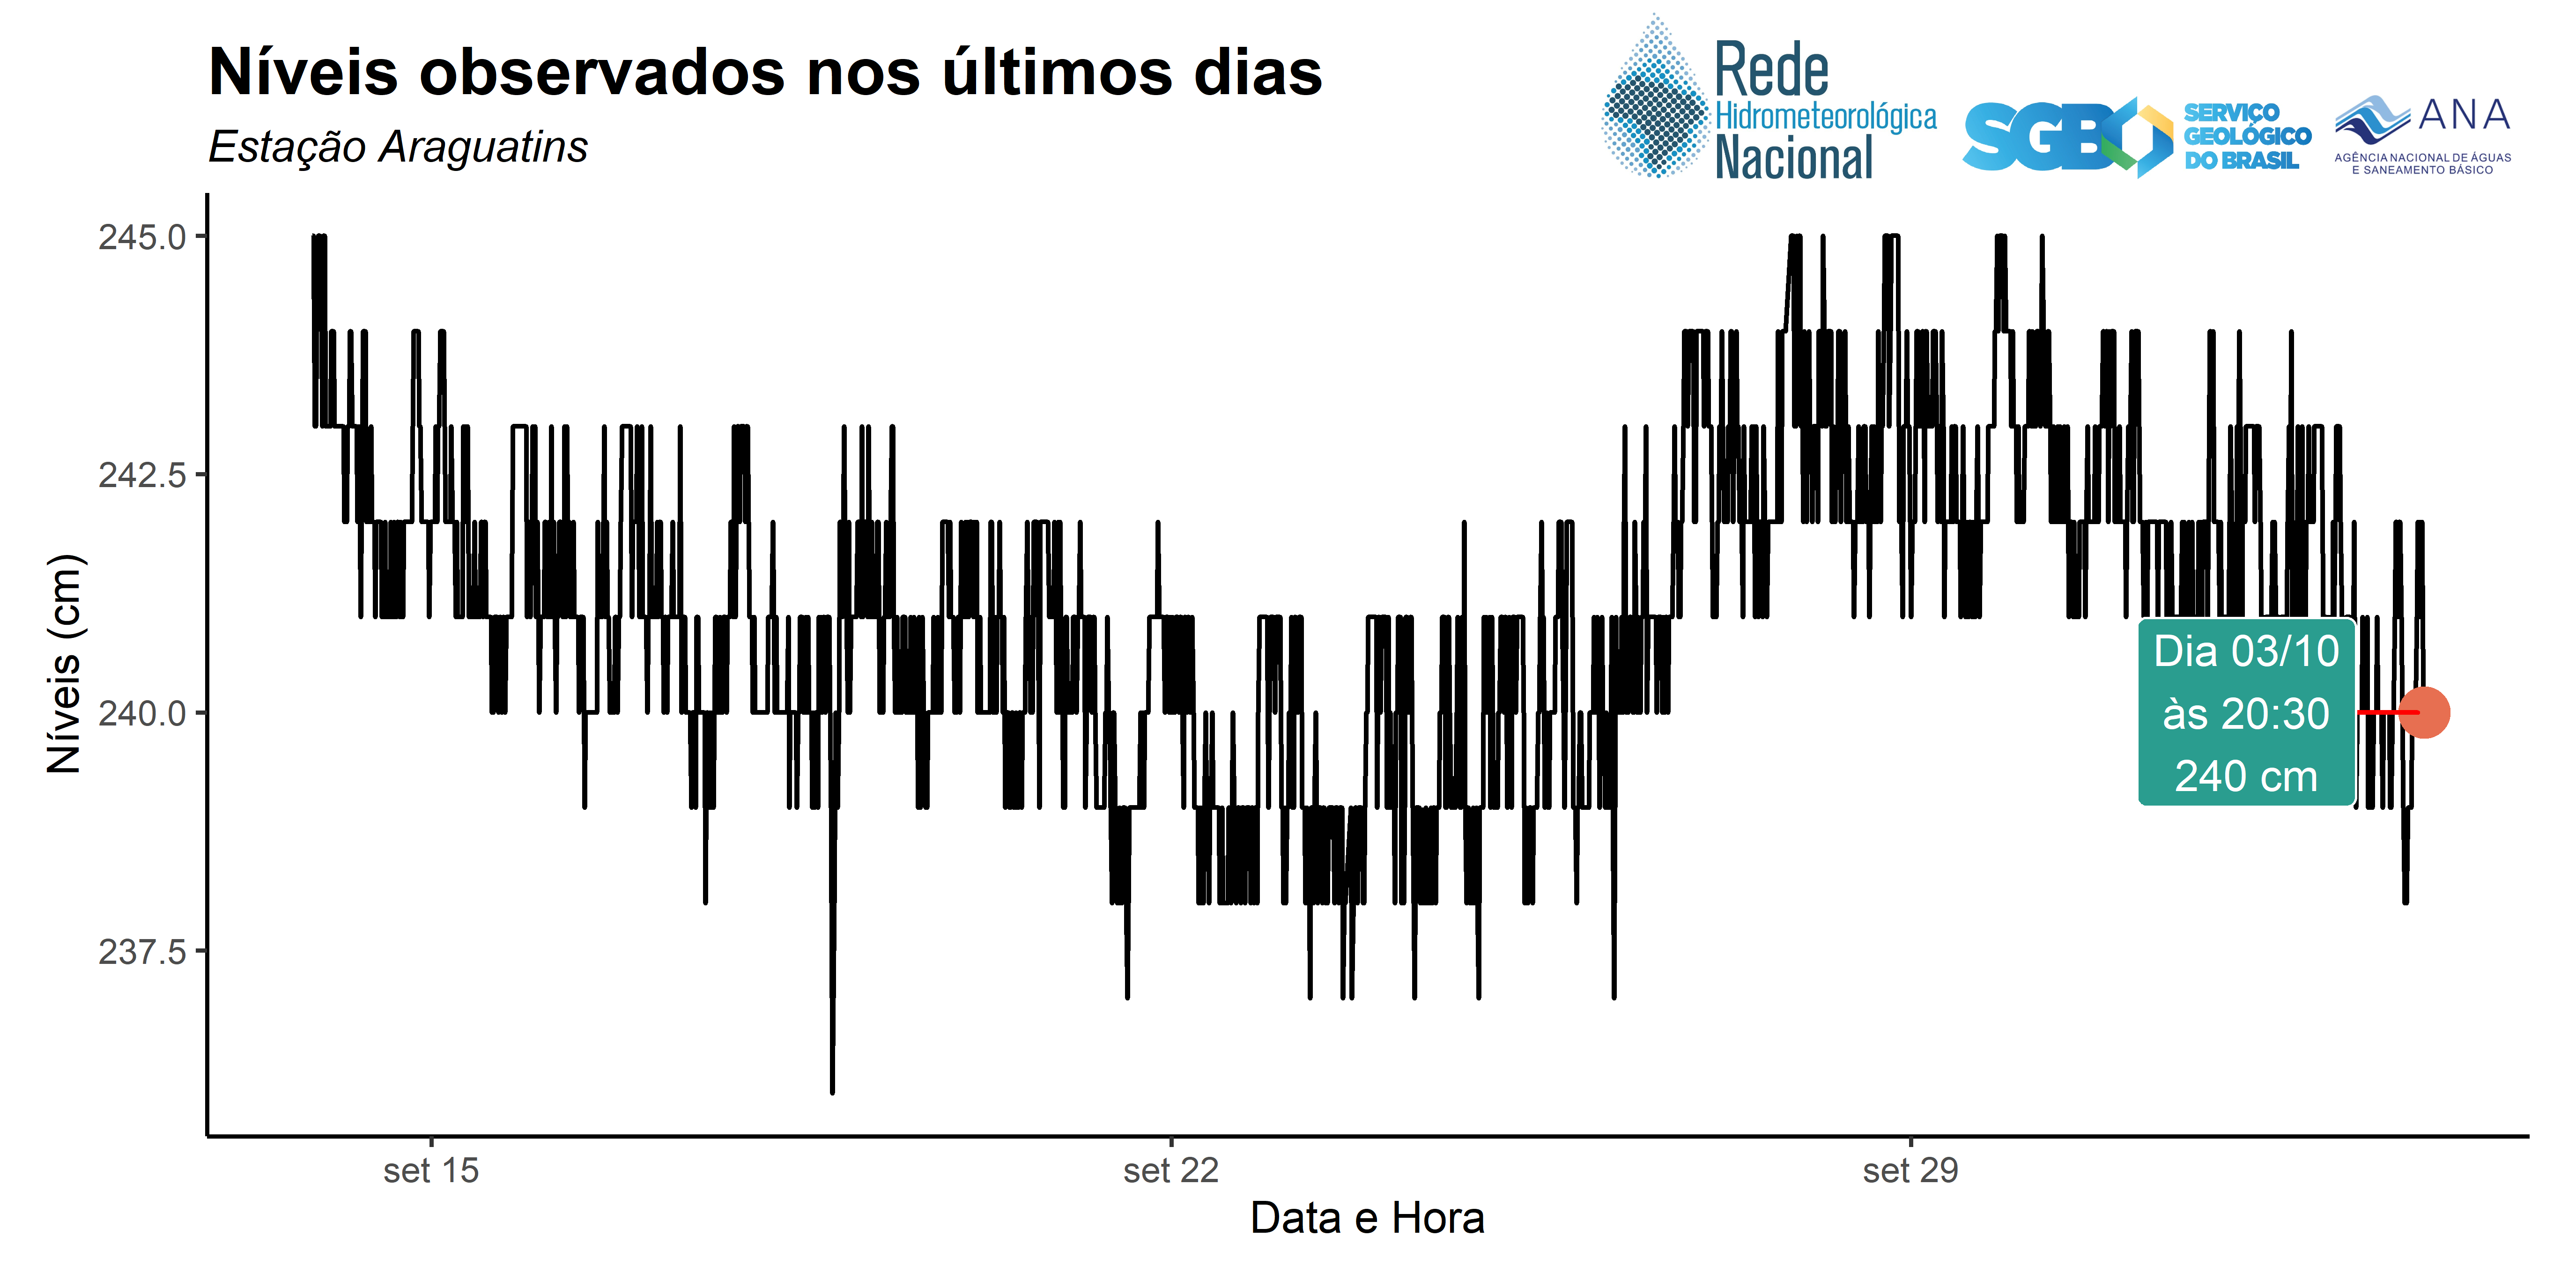 Níveis observados nos últimos dias
Estação Araguatins
Rede
Hidrometeorológica
Nacional
SGB
SERVIÇO
GEOLÓGICO
DO BRASIL
ANA
AGÊNCIA NACIONAL DE ÁGUAS
E SANEAMENTO BÁSICO
Níveis (cm)
245.0
242.5
240.0
237.5
Dia 03/10
às 20:30
240 cm
set 15
set 22
set 29
Data e Hora